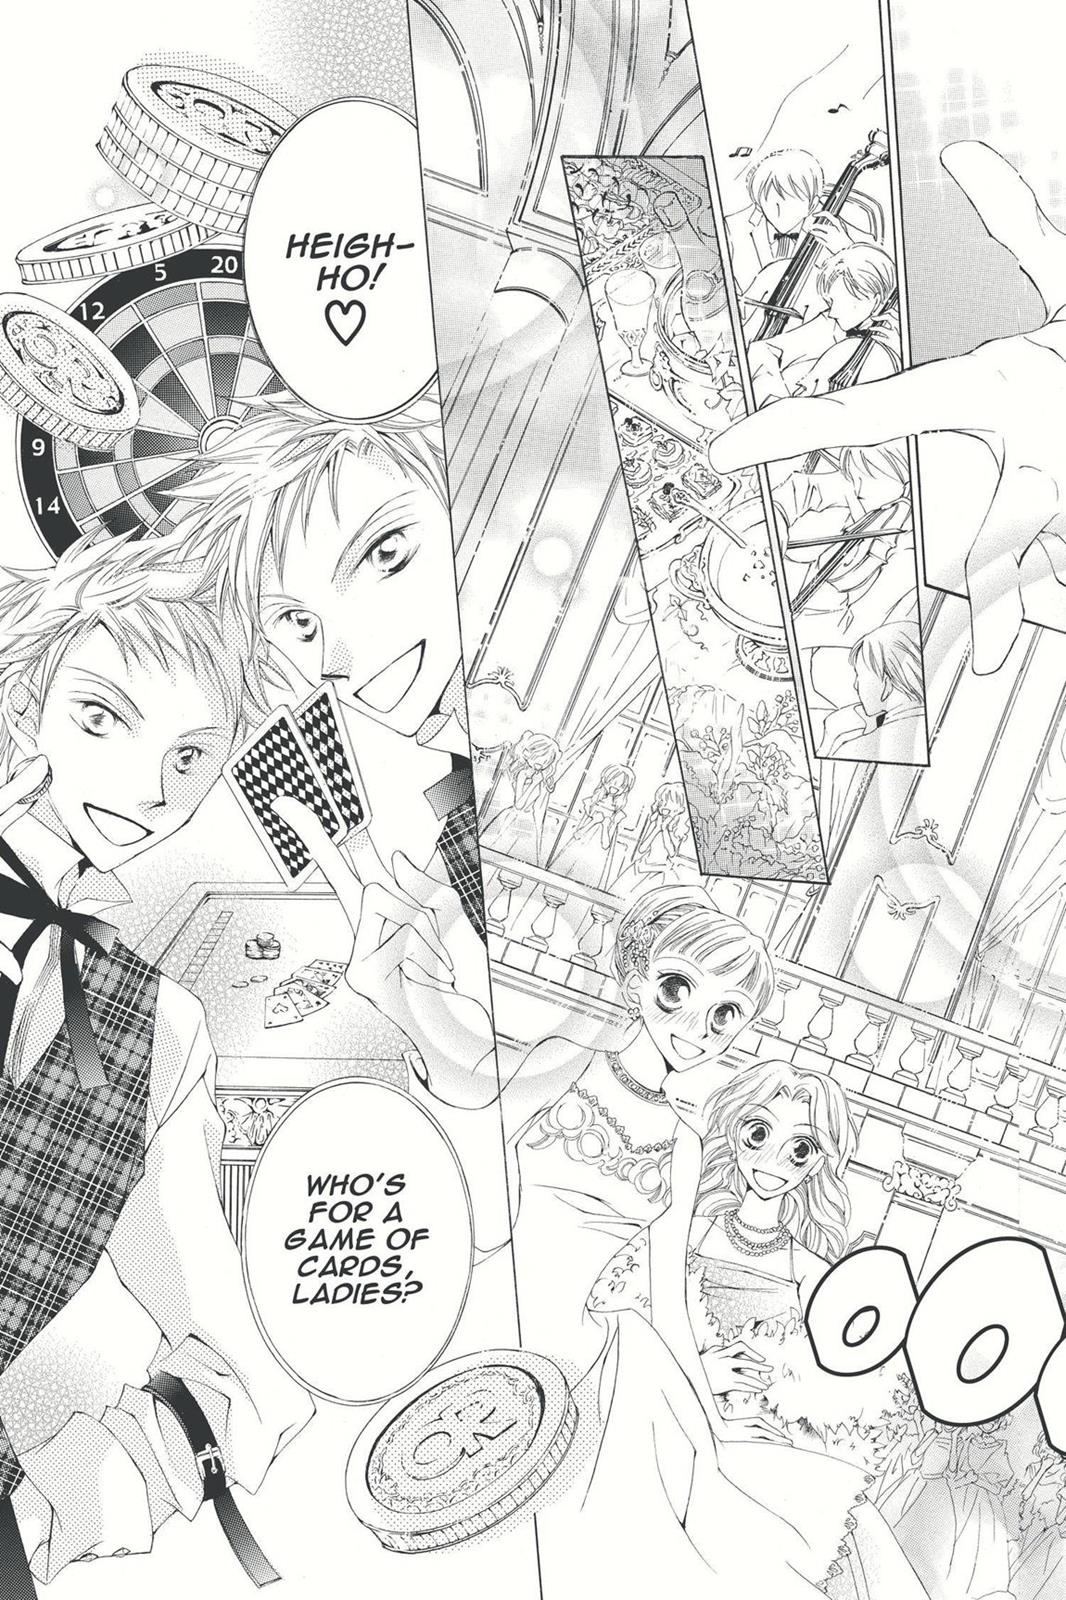 HEIGH-
HO!
♡
5
20
12
9
14
WHO'S
FOR A
GAME OF
CARDS,
LADIES?
OOO